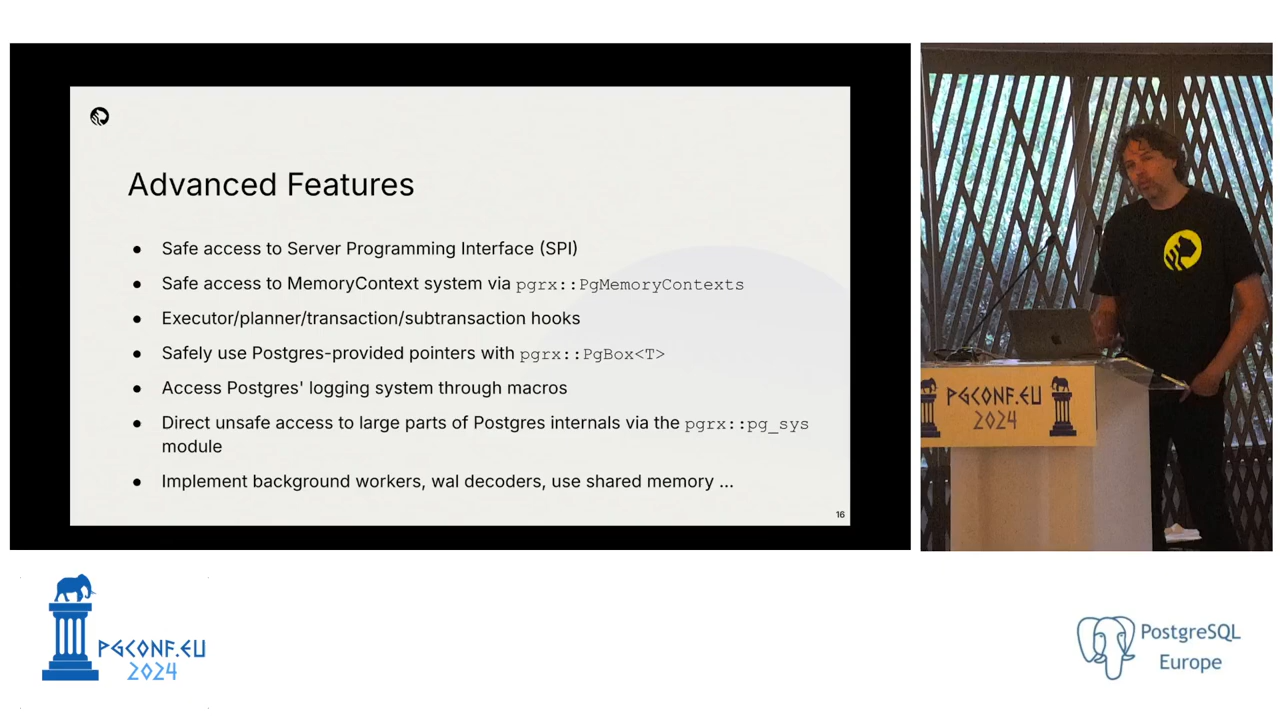 Advanced Features
● Safe access to Server Programming Interface (SPI)
● Safe access to MemoryContext system via pgrx::PgMemoryContexts
● Executor/planner/transaction/subtransaction hooks
● Safely use Postgres-provided pointers with pgrx::PgBox<T>
● Access Postgres' logging system through macros
● Direct unsafe access to large parts of Postgres internals via the pgrx::pg_sys
module
● Implement background workers, wal decoders, use shared memory ...
16
PGCONF.EU
2024
PGCONF.EU
2024
PostgreSQL
Europe